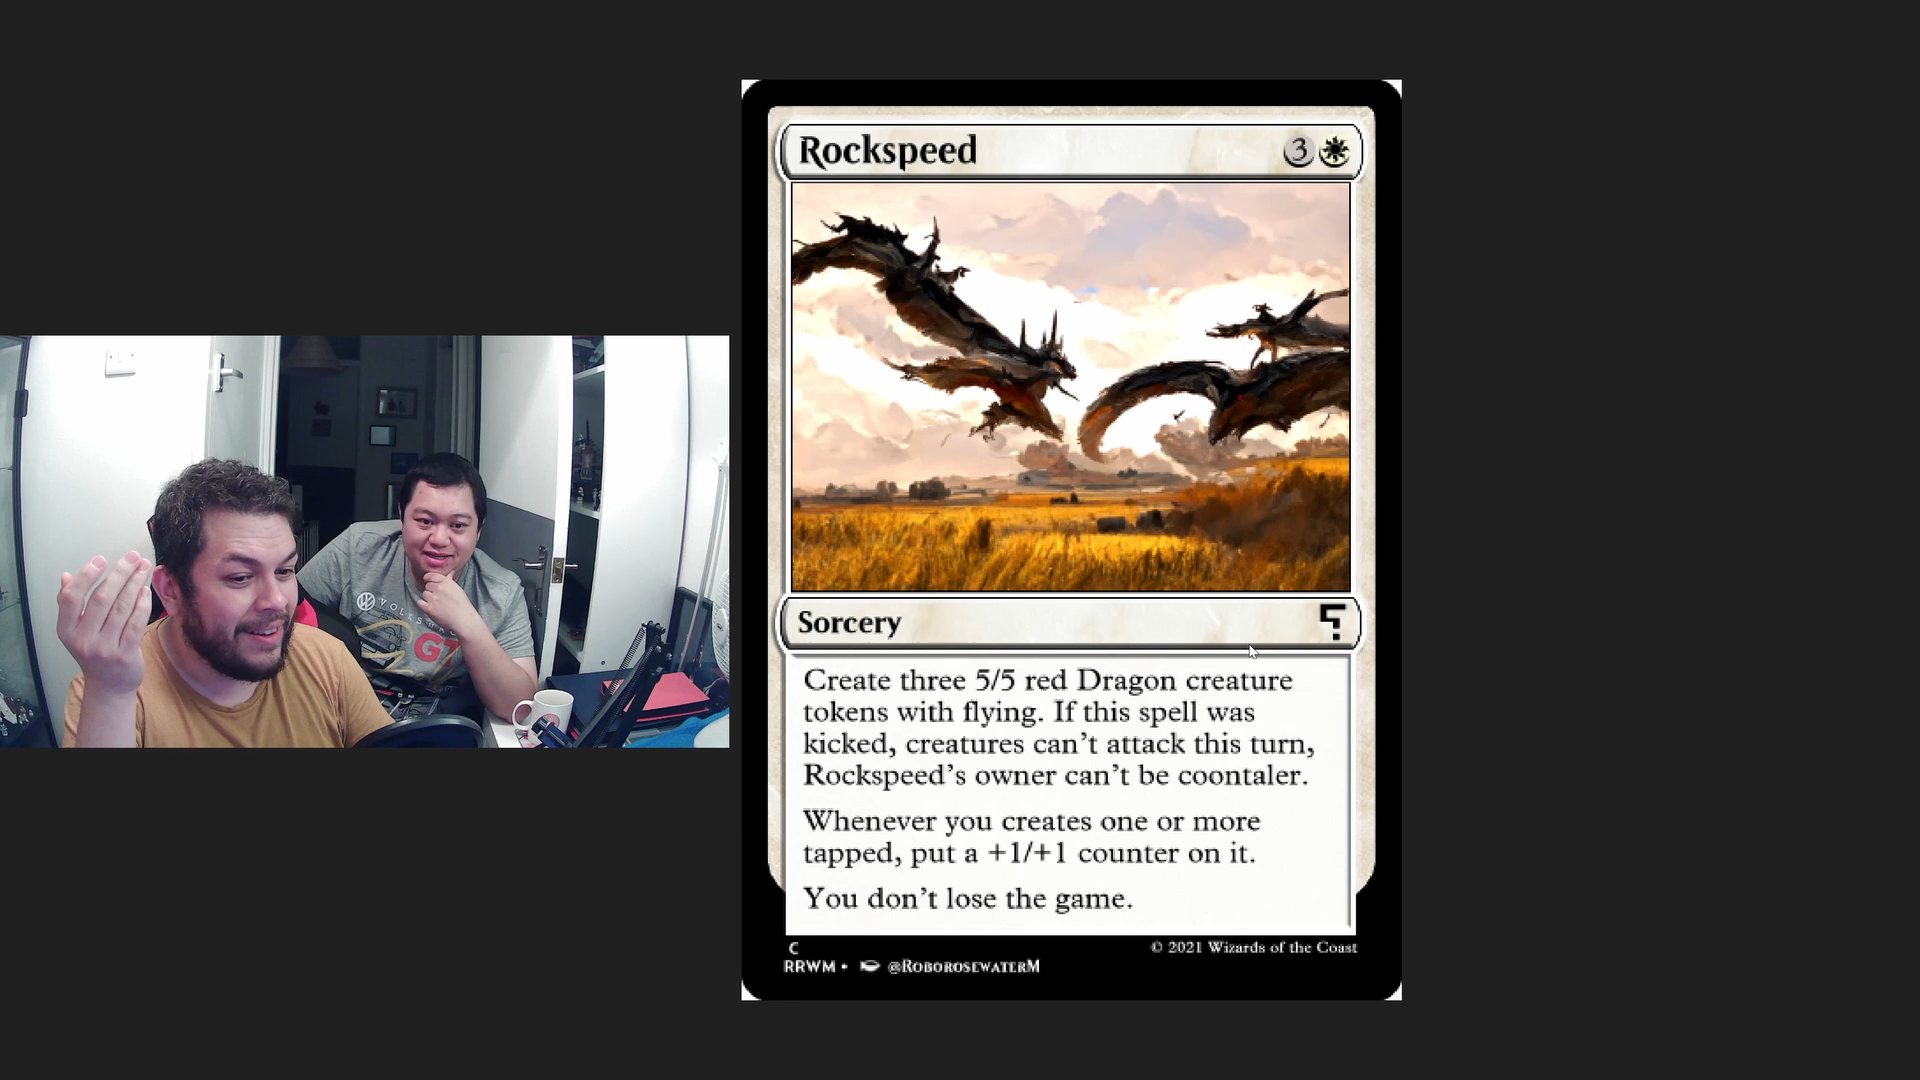 Rockspeed
3
Sorcery
Create three 5/5 red Dragon creature
tokens with flying. If this spell was
kicked, creatures can't attack this turn,
Rockspeed's owner can't be coontaler.
Whenever you creates one or more
tapped, put a +1/+1 counter on it.
You don't lose the game.
C
RRWM • @RoborosewaterM
© 2021 Wizards of the Coast
GT